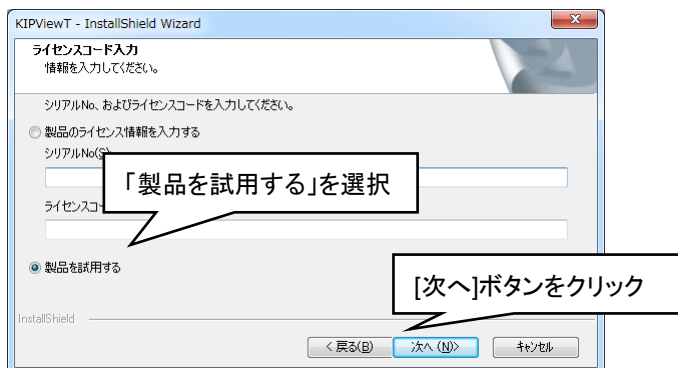 KIPViewT - InstallShield Wizard
ライセンスコード入力
情報を入力してください。
シリアルNo、およびライセンスコードを入力してください。
製品のライセンス情報を入力する
シリアルNo(S):
「製品を試用する」を選択
ライセンスコー
製品を試用する
[次へ]ボタンをクリック
InstallShield
< 戻る(B)
次へ (N)>
キャンセル